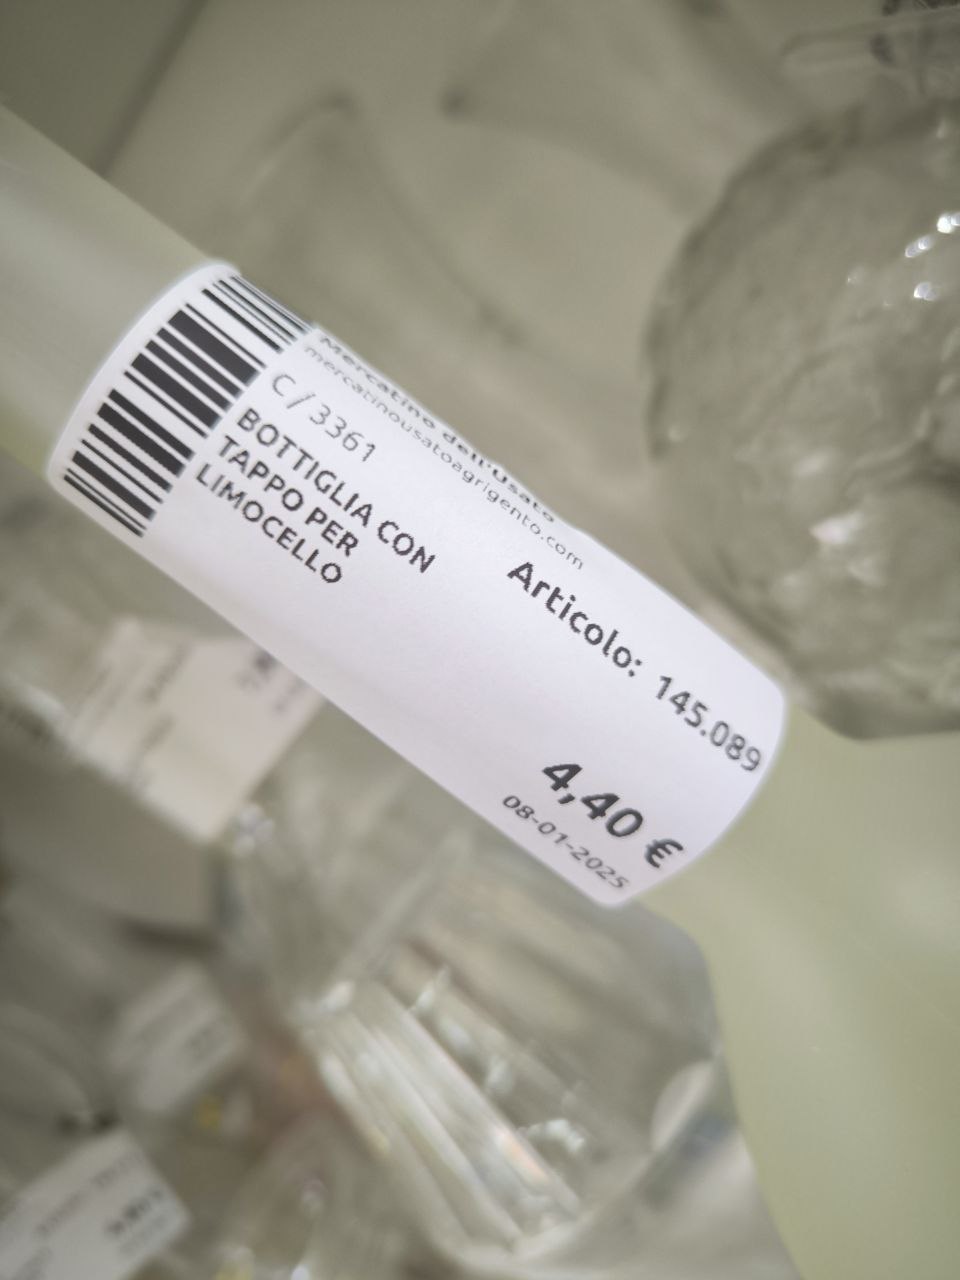 Mercatino dell'Usato
mercatinousatoagrigento.com
C/3361
BOTTIGLIA CON
TAPPO PER
LIMOCELLO
Articolo: 145.089
4,40 €
08-01-2025